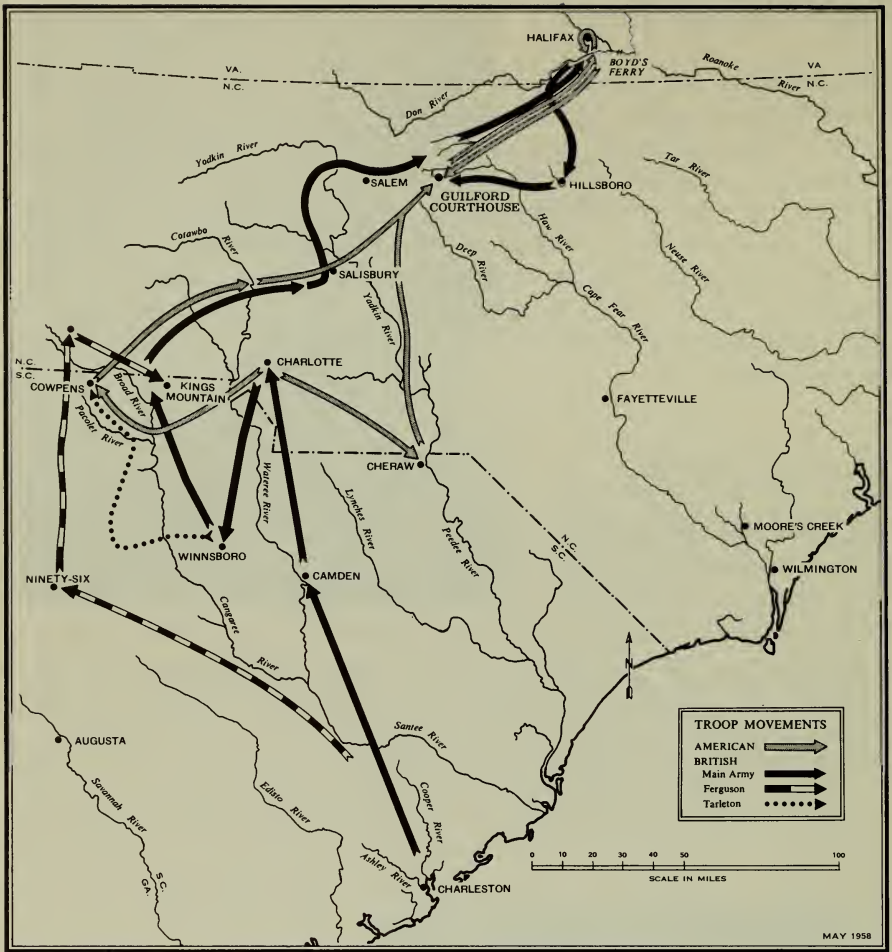 HALIFAX
BOYD'S
FERRY
Roanoke
River
VA.
N.C.
VA
N.C.
Dan River
Yodkin River
SALEM
GUILFORD
COURTHOUSE
HILLSBORO
Tar River
Neuse River
Haw River
Deep River
Cape Fear River
Catawbo
River
SALISBURY
Yadkin River
N.C.
S.C.
COWPENS
Broad River
KINGS
MOUNTAIN
CHARLOTTE
Pacolet River
FAYETTEVILLE
CHERAW
Wateree River
Lynches River
Peedee River
N.C.
S.C.
MOORE'S CREEK
WILMINGTON
WINNSBORO
CAMDEN
NINETY-SIX
Cangaree
River
N
AUGUSTA
Santee River
Savannah River
S.C.
GA.
Edisto River
Cooper River
Ashley River
CHARLESTON
TROOP MOVEMENTS
AMERICAN
BRITISH
Main Army
Ferguson
Tarleton
0 10 20 30 40 50 100
SCALE IN MILES
MAY 1958